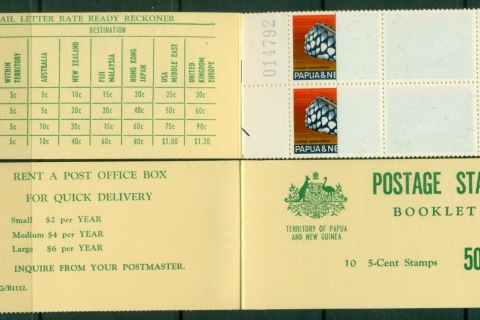 AIL LETTER RATE READY RECKONER
DESTINATION
WITHIN TERRITORY
AUSTRALIA
NEW ZEALAND
FIJI MALAYSIA
HONG KONG JAPAN
USA MIDDLE EAST
UNITED KINGDOM EUROPE
5c 5c 10c 15c 20c 25c 30c
5c 5c 20c 30c 40c 50c 60c
5c 10c 30c 45c 60c 75c 90c
5c 10c 40c 60c 80c $1.00 $1.20
014792
PAPUA & NE
PAPUA & NE
RENT A POST OFFICE BOX
FOR QUICK DELIVERY
Small $2 per YEAR
Medium $4 per YEAR
Large $6 per YEAR
INQUIRE FROM YOUR POSTMASTER.
G/B1112.
POSTAGE STA
BOOKLET
TERRITORY OF PAPUA
AND NEW GUINEA
10 5-Cent Stamps
50